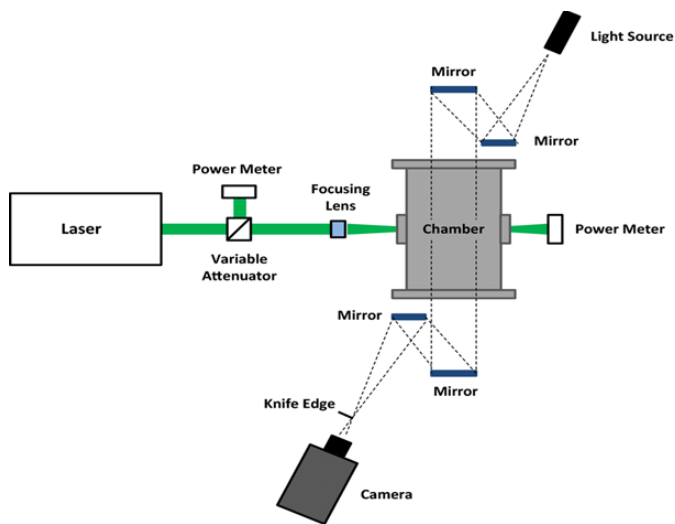 Light Source
Mirror
Mirror
Power Meter
Focusing
Lens
Laser
Chamber
Power Meter
Variable
Attenuator
Mirror
Mirror
Knife Edge
Camera